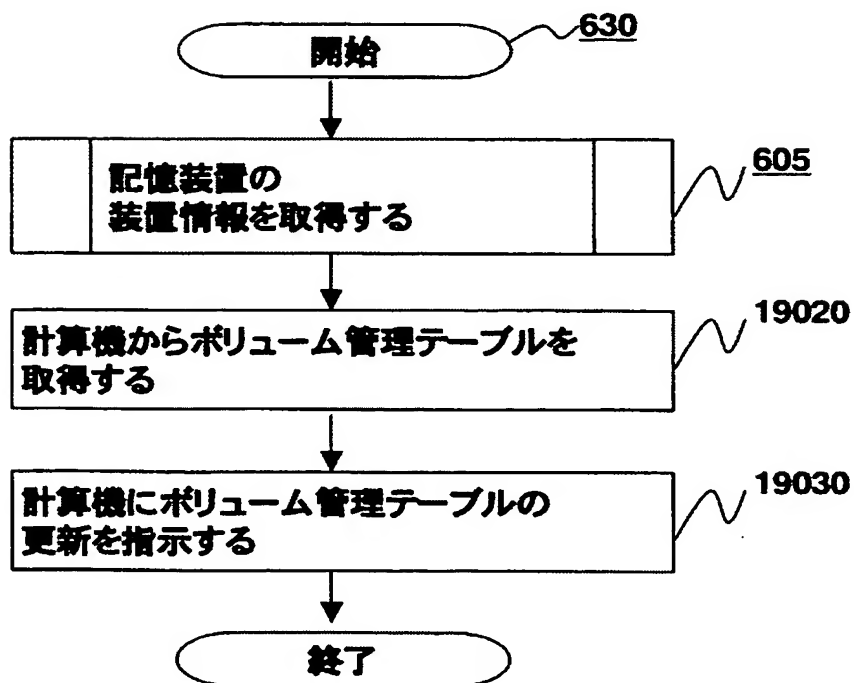 開始
630
記憶装置の
装置情報を取得する
605
計算機からボリューム管理テーブルを
取得する
19020
計算機にボリューム管理テーブルの
更新を指示する
19030
終了